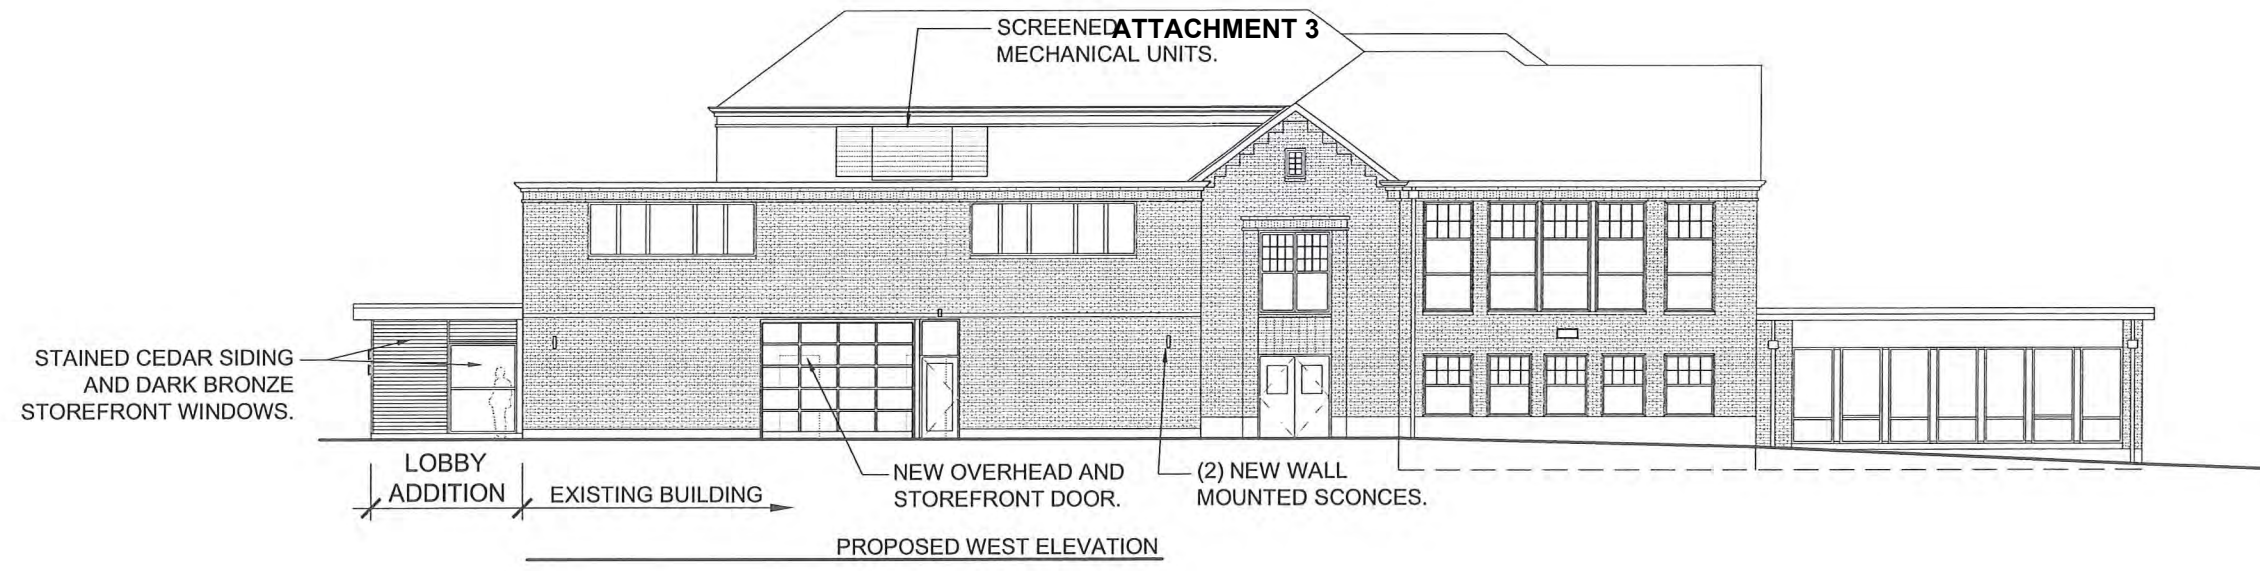 SCREENED
ATTACHMENT 3
MECHANICAL UNITS.
STAINED CEDAR SIDING
AND DARK BRONZE
STOREFRONT WINDOWS.
LOBBY
ADDITION
EXISTING BUILDING
NEW OVERHEAD AND
STOREFRONT DOOR.
(2) NEW WALL
MOUNTED SCONCES.
PROPOSED WEST ELEVATION